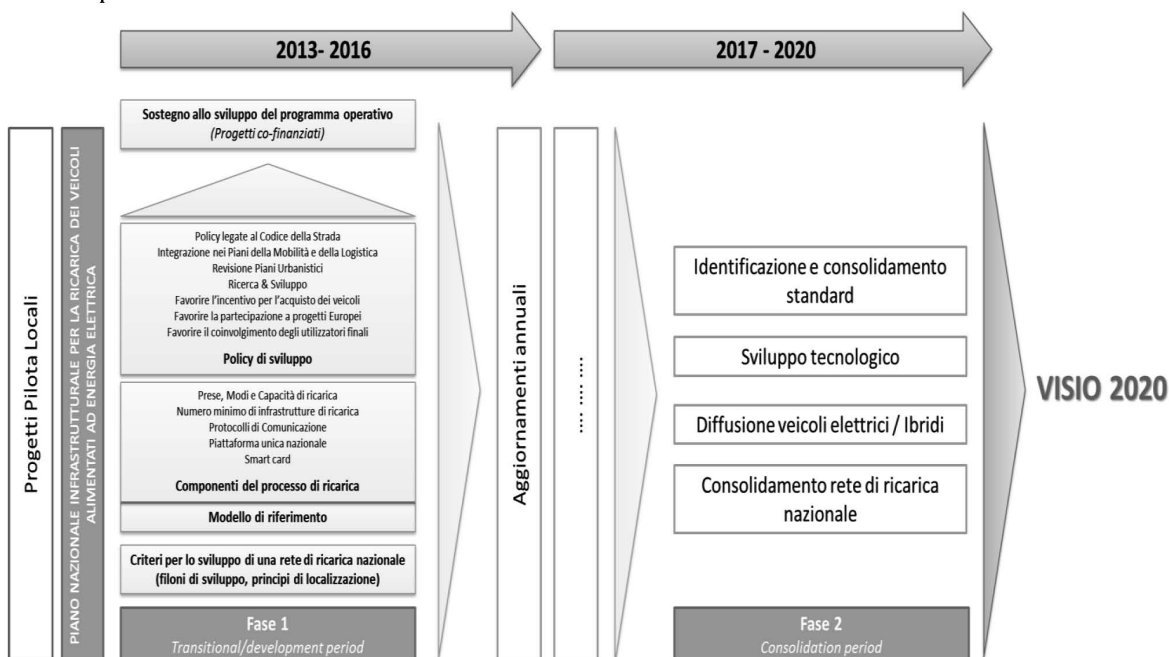 2013- 2016
2017 - 2020
Progetti Pilota Locali
PIANO NAZIONALE INFRASTRUTTURALE PER LA RICARICA DEI VEICOLI
ALIMENTATI AD ENERGIA ELETTRICA
Sostegno allo sviluppo del programma operativo
(Progetti co-finanziati)
Policy legate al Codice della Strada
Integrazione nei Piani della Mobilità e della Logistica
Revisione Piani Urbanistici
Ricerca & Sviluppo
Favorire l'incentivo per l'acquisto dei veicoli
Favorire la partecipazione a progetti Europei
Favorire il coinvolgimento degli utilizzatori finali
Policy di sviluppo
Prese, Modi e Capacità di ricarica
Numero minimo di infrastrutture di ricarica
Protocolli di Comunicazione
Piattaforma unica nazionale
Smart card
Componenti del processo di ricarica
Modello di riferimento
Criteri per lo sviluppo di una rete di ricarica nazionale
(filoni di sviluppo, principi di localizzazione)
Fase 1
Transitional/development period
Aggiornamenti annuali
.... ... ...
Identificazione e consolidamento
standard
Sviluppo tecnologico
Diffusione veicoli elettrici / Ibridi
Consolidamento rete di ricarica
nazionale
Fase 2
Consolidation period
VISIO 2020